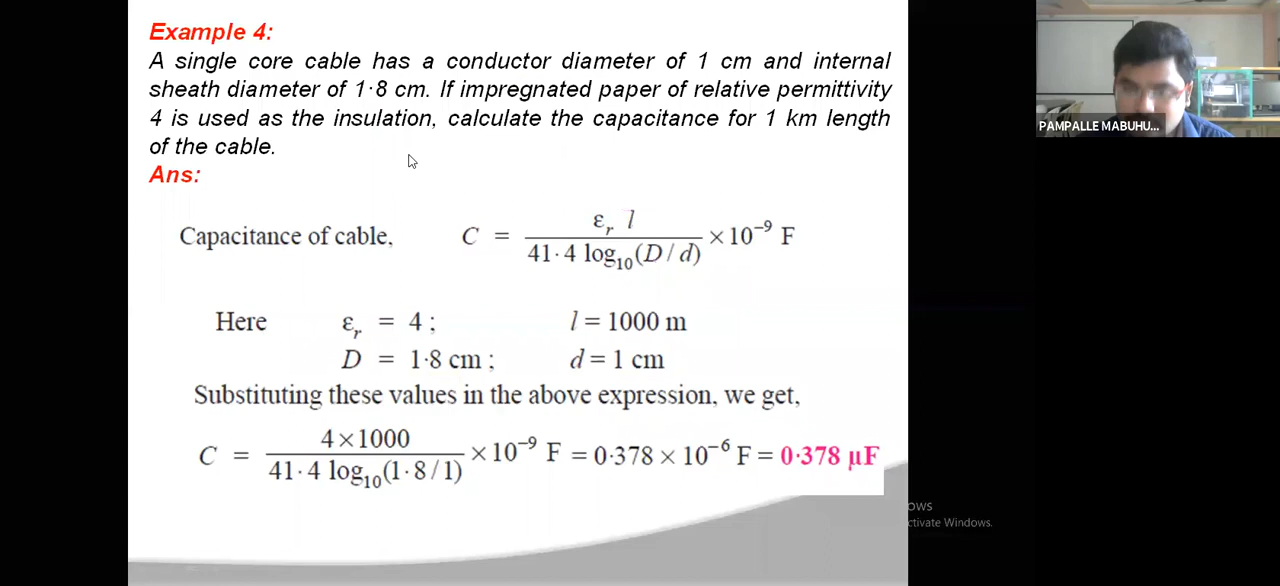 Example 4:
A single core cable has a conductor diameter of 1 cm and internal
sheath diameter of 1·8 cm. If impregnated paper of relative permittivity
4 is used as the insulation, calculate the capacitance for 1 km length
of the cable.
Ans:
Capacitance of cable, C = εr l / 41·4 log10(D/d) × 10⁻⁹ F
Here εr = 4 ; l = 1000 m
D = 1·8 cm ; d = 1 cm
Substituting these values in the above expression, we get,
C = 4×1000 / 41·4 log10(1·8/1) × 10⁻⁹ F = 0·378 × 10⁻⁶ F = 0·378 μF
PAMPALLE MABUHU...
ows
ctivate Windows.